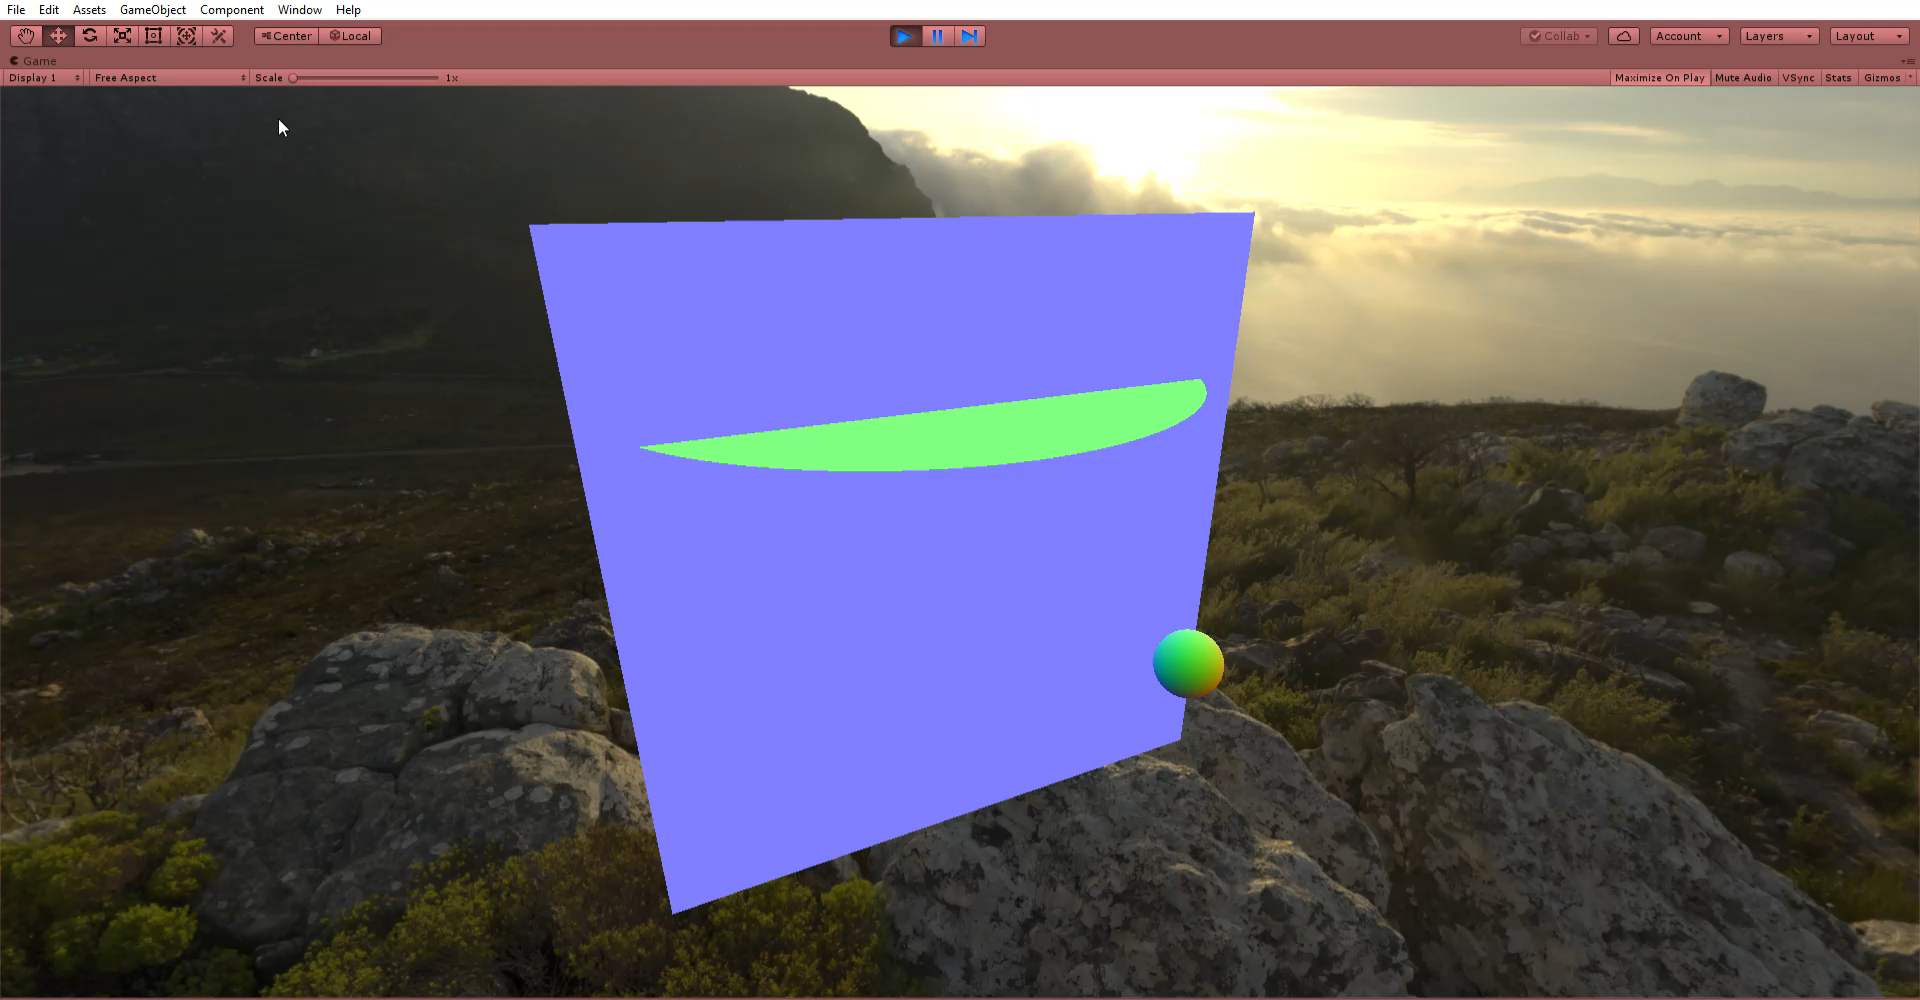 File Edit Assets GameObject Component Window Help
Center Local Collab Account Layers Layout
Game
Display 1 Free Aspect Scale 1x Maximize On Play Mute Audio VSync Stats Gizmos